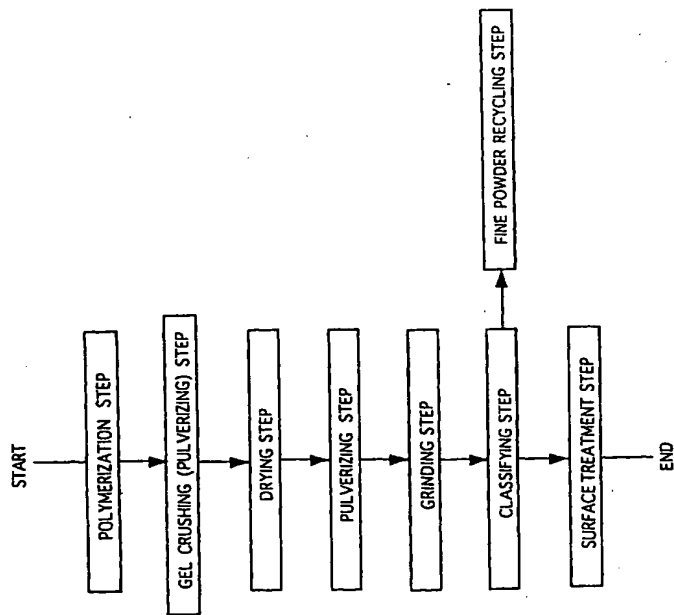 START
POLYMERIZATION STEP
GEL CRUSHING (PULVERIZING) STEP
DRYING STEP
PULVERIZING STEP
GRINDING STEP
CLASSIFYING STEP
FINE POWDER RECYCLING STEP
SURFACE TREATMENT STEP
END